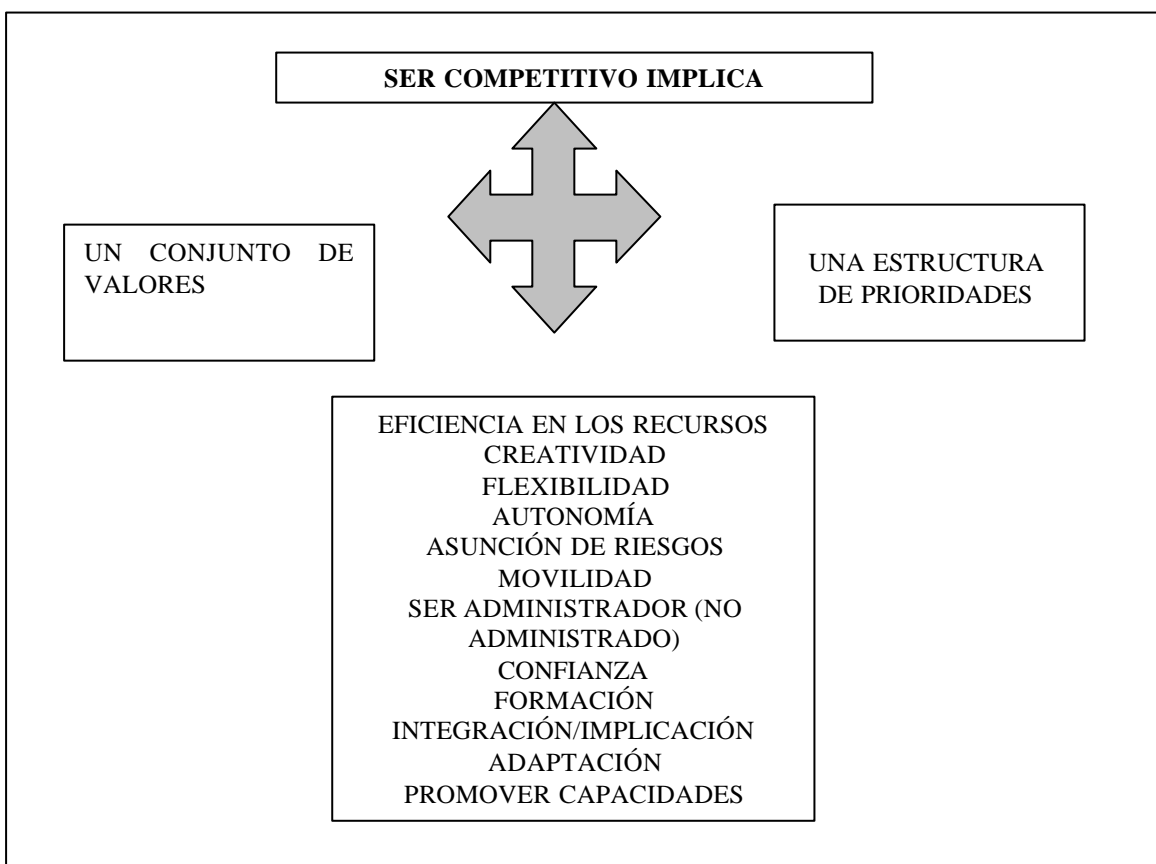 SER COMPETITIVO IMPLICA
UN CONJUNTO DE
VALORES
UNA ESTRUCTURA
DE PRIORIDADES
EFICIENCIA EN LOS RECURSOS
CREATIVIDAD
FLEXIBILIDAD
AUTONOMÍA
ASUNCIÓN DE RIESGOS
MOVILIDAD
SER ADMINISTRADOR (NO
ADMINISTRADO)
CONFIANZA
FORMACIÓN
INTEGRACIÓN/IMPLICACIÓN
ADAPTACIÓN
PROMOVER CAPACIDADES